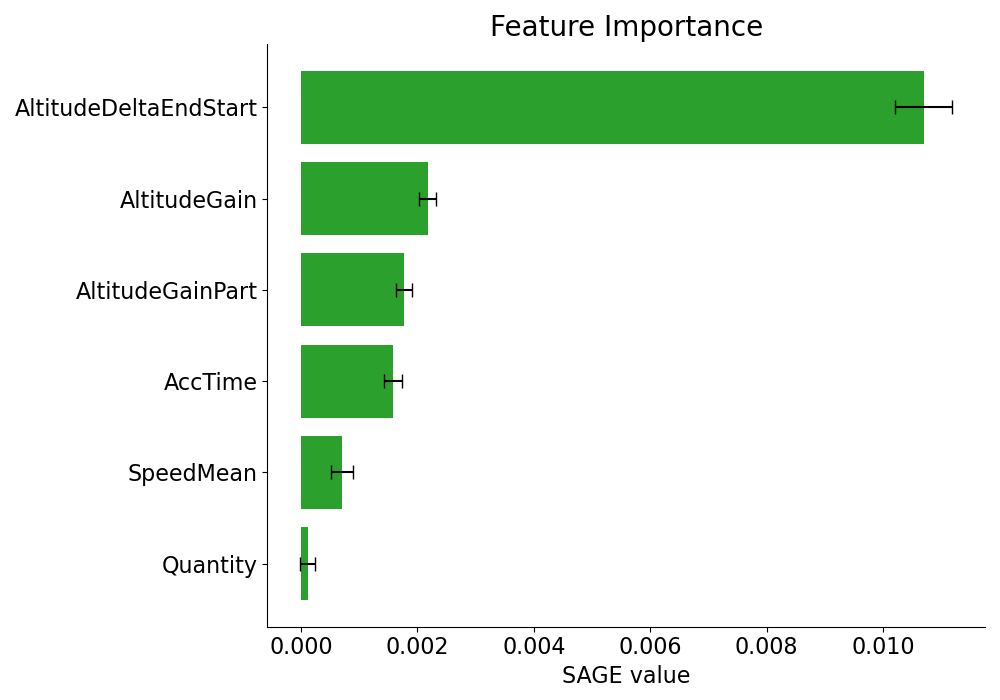 Feature Importance
AltitudeDeltaEndStart
AltitudeGain
AltitudeGainPart
AccTime
SpeedMean
Quantity
0.000 0.002 0.004 0.006 0.008 0.010
SAGE value